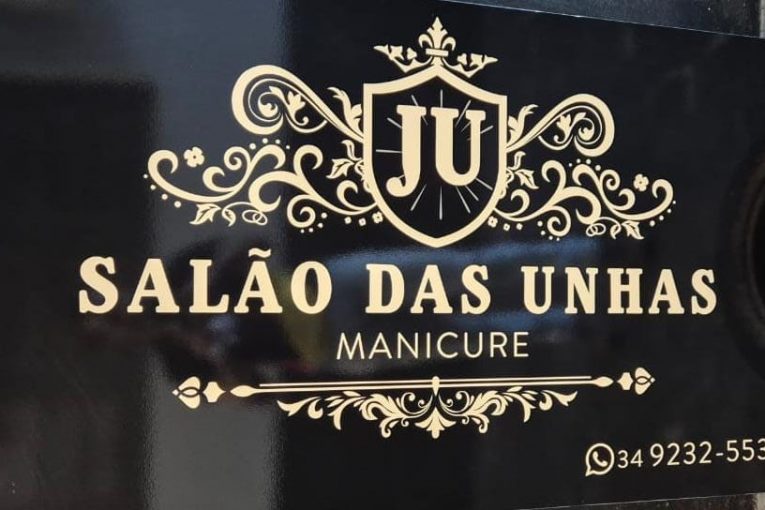 JU
SALÃO DAS UNHAS
MANICURE
34 9232-553